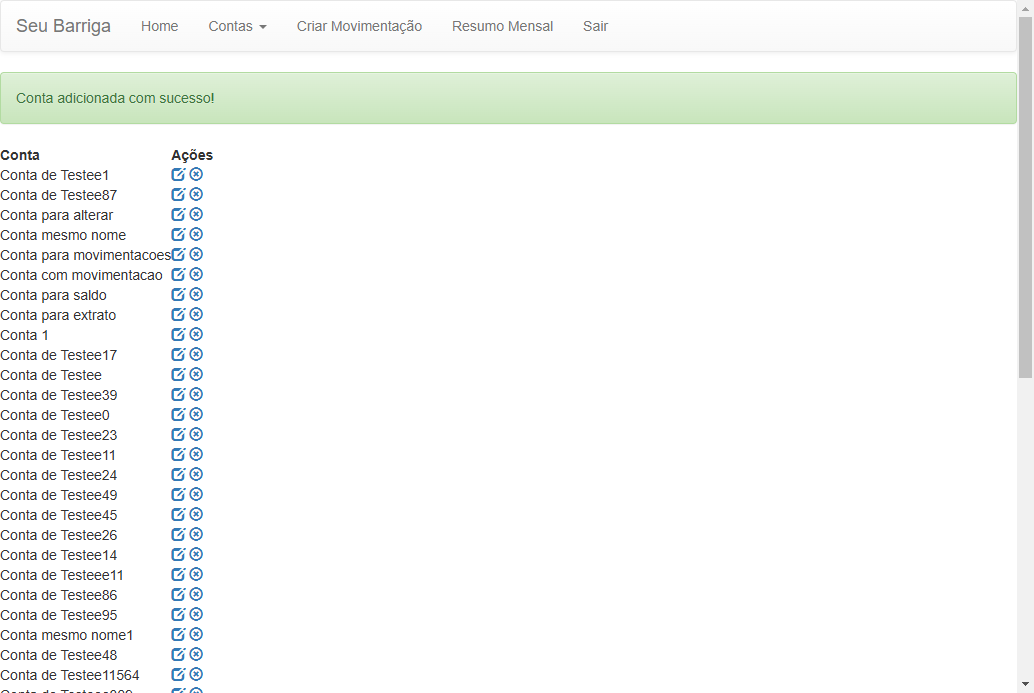 Seu Barriga Home Contas Criar Movimentação Resumo Mensal Sair
Conta adicionada com sucesso!
Conta Ações
Conta de Testee1
Conta de Testee87
Conta para alterar
Conta mesmo nome
Conta para movimentacoes
Conta com movimentacao
Conta para saldo
Conta para extrato
Conta 1
Conta de Testee17
Conta de Testee
Conta de Testee39
Conta de Testee0
Conta de Testee23
Conta de Testee11
Conta de Testee24
Conta de Testee49
Conta de Testee45
Conta de Testee26
Conta de Testee14
Conta de Testeee11
Conta de Testee86
Conta de Testee95
Conta mesmo nome1
Conta de Testee48
Conta de Testee11564
Conta de